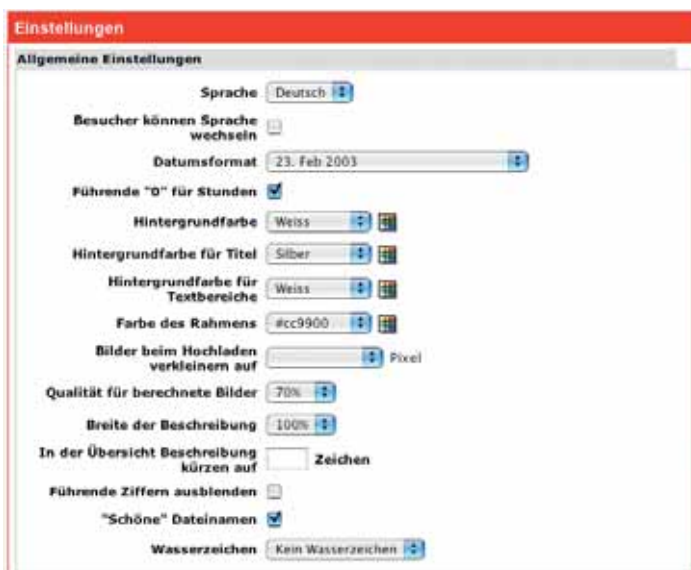 Einstellungen
Allgemeine Einstellungen
Sprache Deutsch
Besucher können Sprache
wechseln
Datumsformat 23. Feb 2003
Führende "0" für Stunden
Hintergrundfarbe Weiss
Hintergrundfarbe für Titel Silber
Hintergrundfarbe für
Textbereiche Weiss
Farbe des Rahmens #cc9900
Bilder beim Hochladen
verkleinern auf Pixel
Qualität für berechnete Bilder 70%
Breite der Beschreibung 100%
In der Übersicht Beschreibung
kürzen auf Zeichen
Führende Ziffern ausblenden
"Schöne" Dateinamen
Wasserzeichen Kein Wasserzeichen